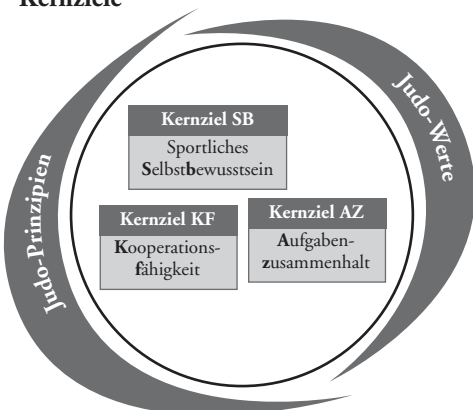 Kernziele
Judo-Werte
Judo-Prinzipien
Kernziel SB
Sportliches
Selbstbewusstsein
Kernziel KF
Kooperations-
fähigkeit
Kernziel AZ
Aufgaben-
zusammenhalt